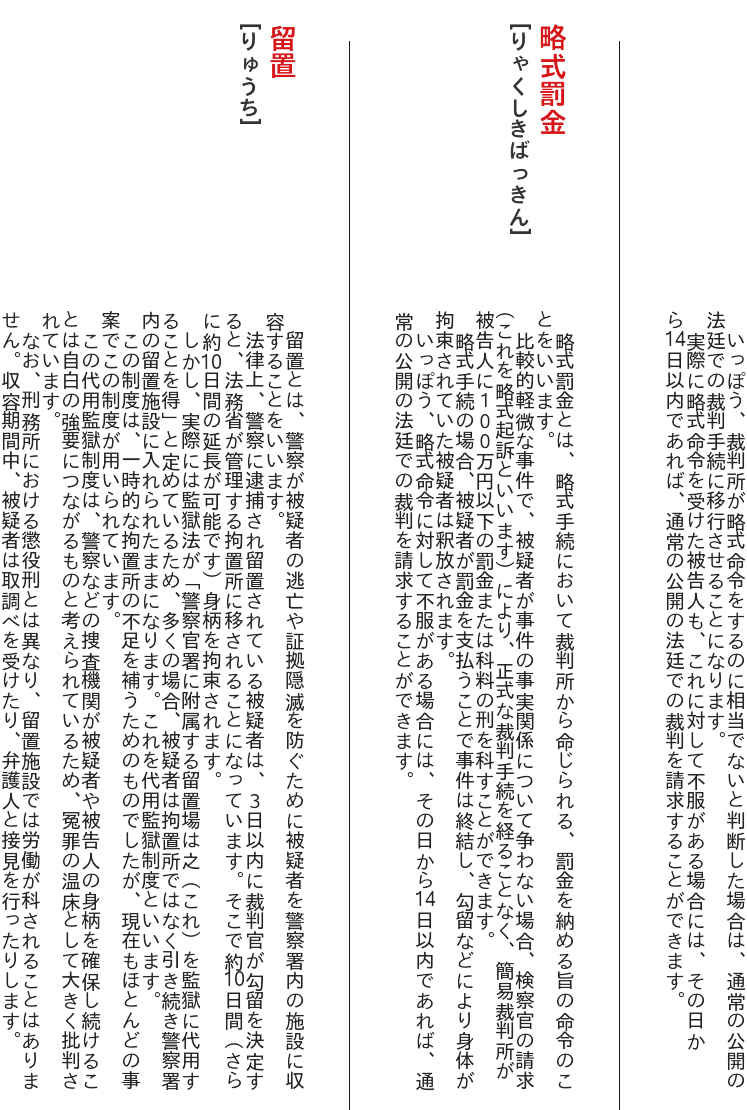 いっぽう、裁判所が略式命令をするのに相当でないと判断した場合は、通常の公開の
法廷での裁判手続に移行させることになります。
実際に略式命令を受けた被告人も、これに対して不服がある場合には、その日か
ら14日以内であれば、通常の公開の法廷での裁判を請求することができます。
略式罰金
【りゃくしきばっきん】
略式罰金とは、略式手続において裁判所から命じられる、罰金を納める旨の命令のこ
とをいいます。
比較的軽微な事件で、被疑者が事件の事実関係について争わない場合、検察官の請求
（これを略式起訴といいます）により、正式な裁判手続を経ることなく、簡易裁判所が
被告人に１００万円以下の罰金または科料の刑を科すことができます。
略式手続の場合、被疑者が罰金を支払うことで事件は終結し、勾留などにより身体が
拘束されていた被疑者は釈放されます。
いっぽう、略式命令に対して不服がある場合には、その日から14日以内であれば、通
常の公開の法廷での裁判を請求することができます。
留置
【りゅうち】
留置とは、警察が被疑者の逃亡や証拠隠滅を防ぐために被疑者を警察署内の施設に収
容することをいいます。
法律上、警察に逮捕され留置されている被疑者は、3日以内に裁判官が勾留を決定す
ると、法務省が管理する拘置所に移されることになっています。そこで約10日間（さら
に約10日間の延長が可能です）身柄を拘束されます。
しかし、実際には監獄法が「警察官署に附属する留置場は之（これ）を監獄に代用す
ることを得」と定めているため、多くの場合、被疑者は拘置所ではなく引き続き警察署
内の留置施設に入れられたままになります。これを代用監獄制度といいます。
この制度は、一時的な拘置所の不足を補うためのものでしたが、現在もほとんどの事
案でこの制度が用いられています。
この代用監獄制度は、警察などの捜査機関が被疑者や被告人の身柄を確保し続けるこ
とは自白の強要につながるものと考えられているため、冤罪の温床として大きく批判さ
れています。
なお、刑務所における懲役刑とは異なり、留置施設では労働が科されることはありま
せん。収容期間中、被疑者は取調べを受けたり、弁護人と接見を行ったりします。